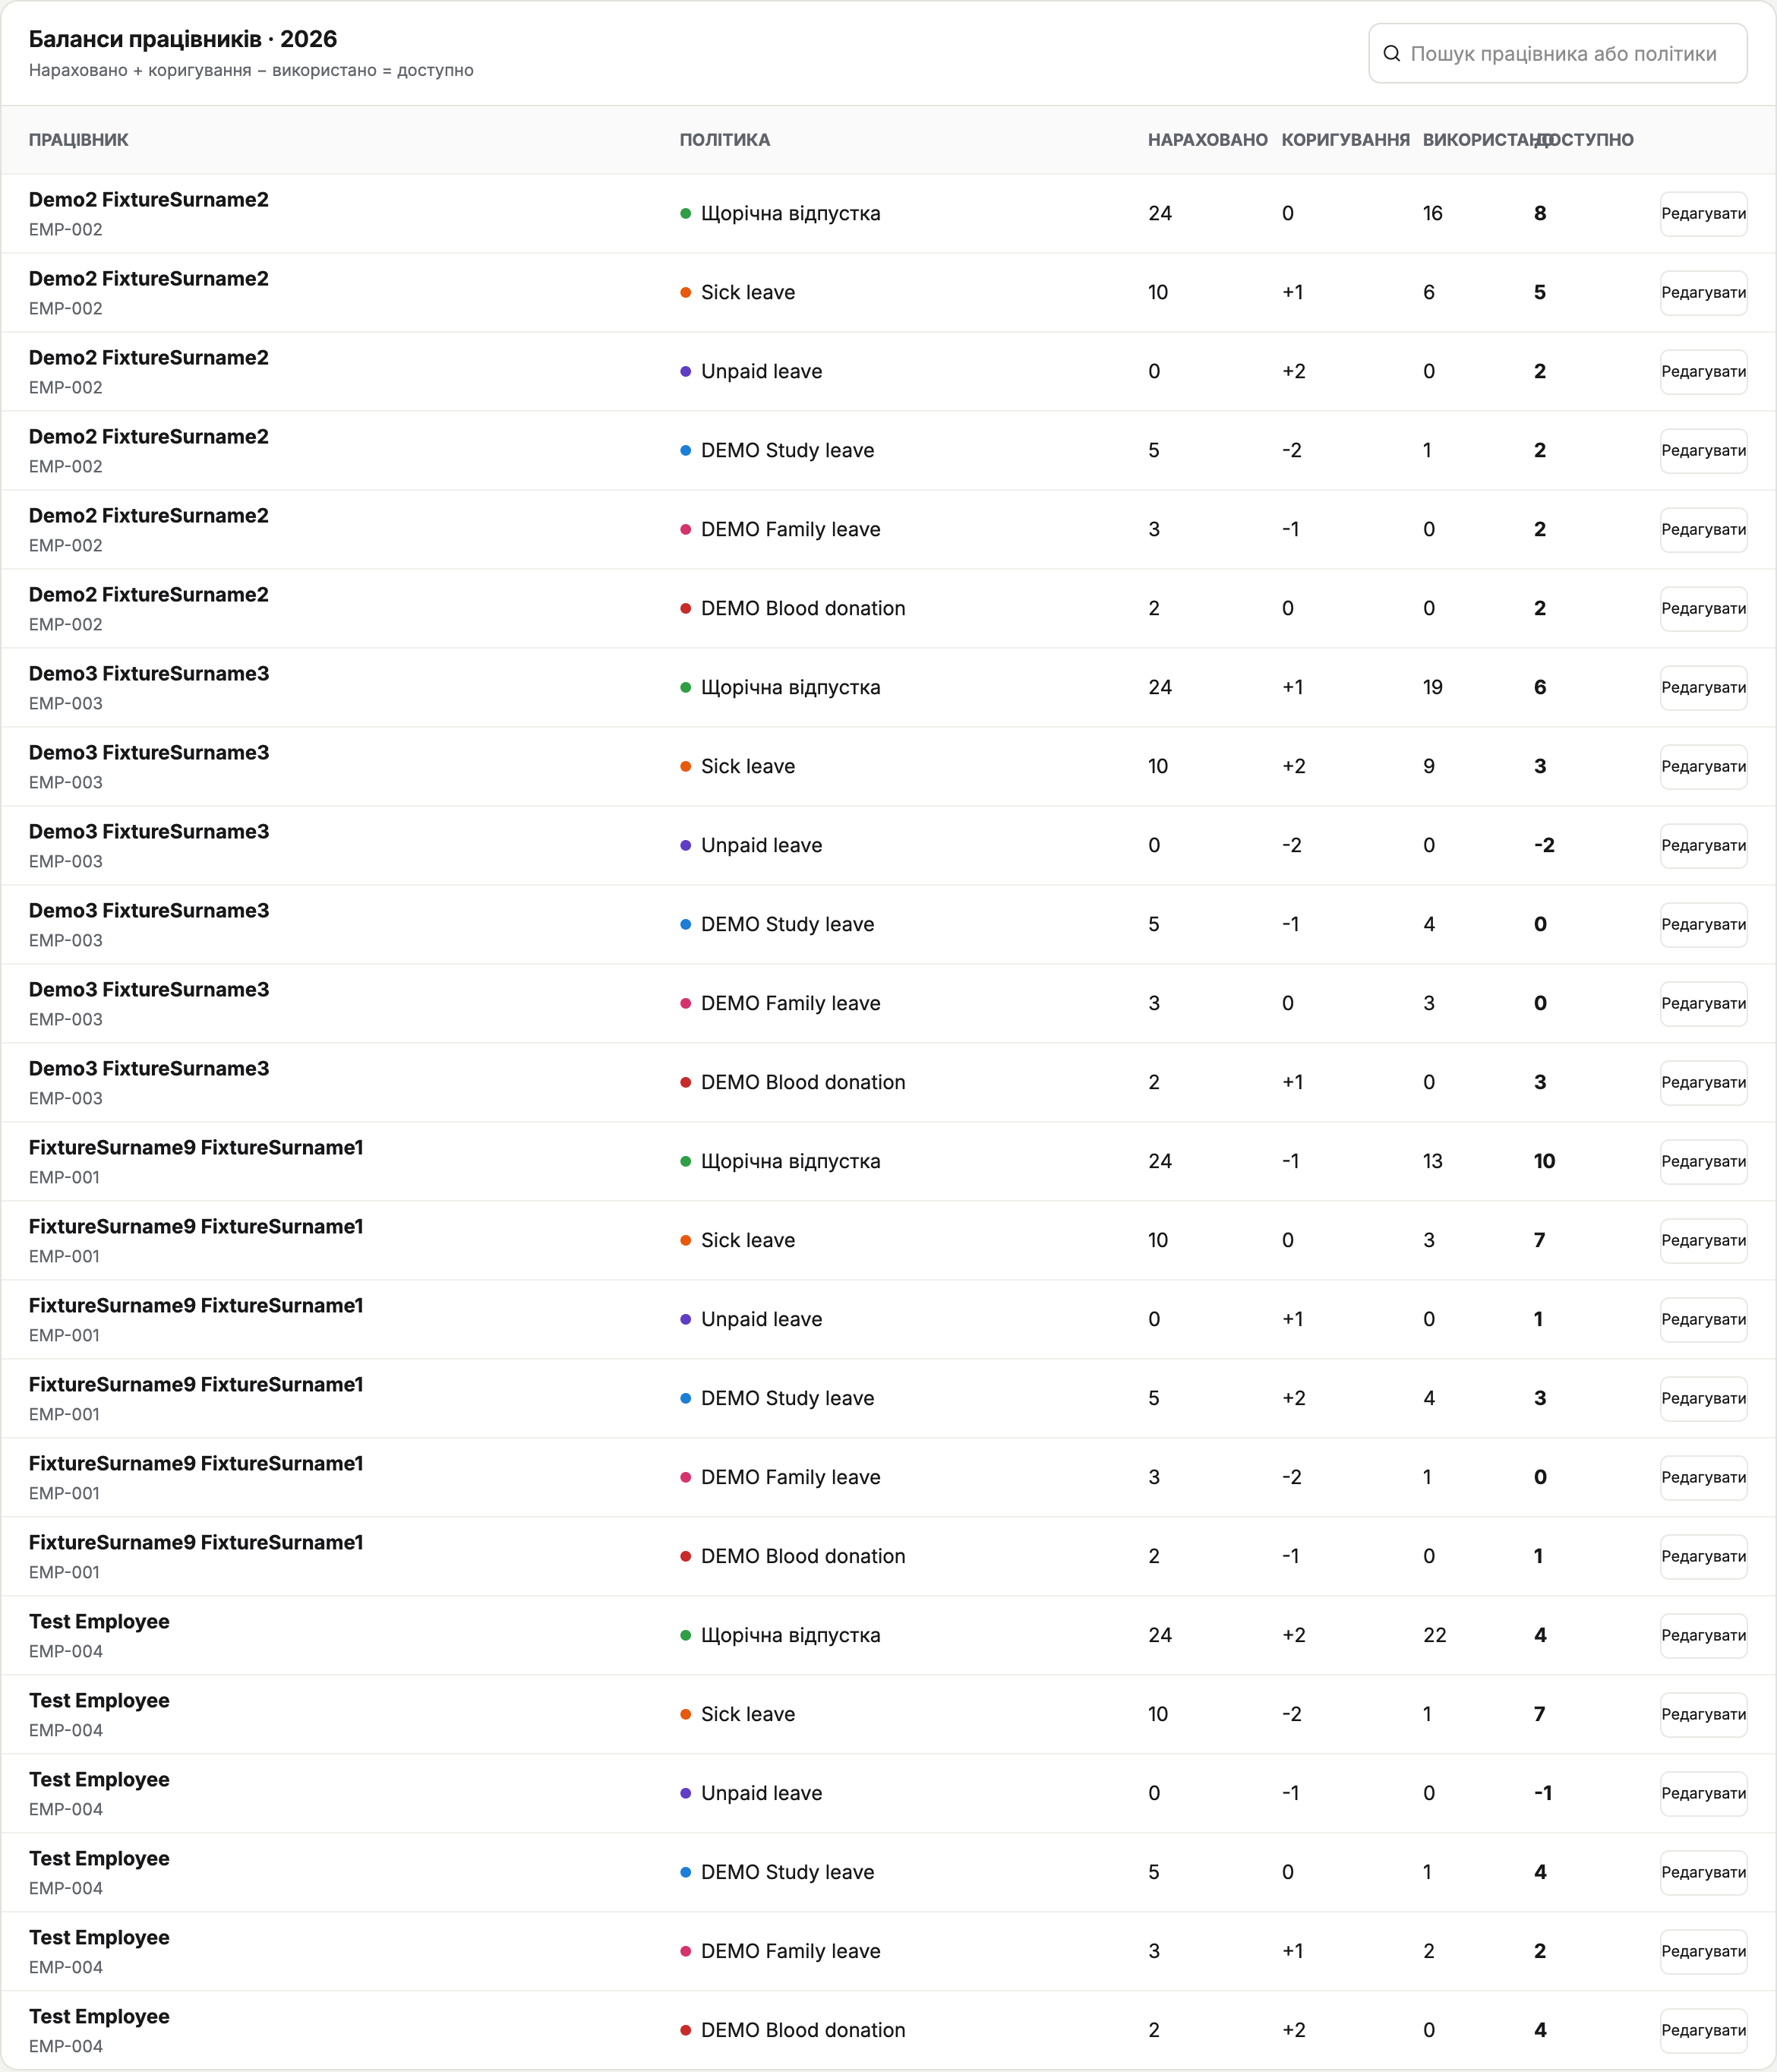 Баланси працівників · 2026
Нараховано + коригування – використано = доступно
Пошук працівника або політики
ПРАЦІВНИК ПОЛІТИКА НАРАХОВАНО КОРИГУВАННЯ ВИКОРИСТАНО ДОСТУПНО
Demo2 FixtureSurname2
EMP-002
Щорічна відпустка 24 0 16 8 Редагувати
Demo2 FixtureSurname2
EMP-002
Sick leave 10 +1 6 5 Редагувати
Demo2 FixtureSurname2
EMP-002
Unpaid leave 0 +2 0 2 Редагувати
Demo2 FixtureSurname2
EMP-002
DEMO Study leave 5 -2 1 2 Редагувати
Demo2 FixtureSurname2
EMP-002
DEMO Family leave 3 -1 0 2 Редагувати
Demo2 FixtureSurname2
EMP-002
DEMO Blood donation 2 0 0 2 Редагувати
Demo3 FixtureSurname3
EMP-003
Щорічна відпустка 24 +1 19 6 Редагувати
Demo3 FixtureSurname3
EMP-003
Sick leave 10 +2 9 3 Редагувати
Demo3 FixtureSurname3
EMP-003
Unpaid leave 0 -2 0 -2 Редагувати
Demo3 FixtureSurname3
EMP-003
DEMO Study leave 5 -1 4 0 Редагувати
Demo3 FixtureSurname3
EMP-003
DEMO Family leave 3 0 3 0 Редагувати
Demo3 FixtureSurname3
EMP-003
DEMO Blood donation 2 +1 0 3 Редагувати
FixtureSurname9 FixtureSurname1
EMP-001
Щорічна відпустка 24 -1 13 10 Редагувати
FixtureSurname9 FixtureSurname1
EMP-001
Sick leave 10 0 3 7 Редагувати
FixtureSurname9 FixtureSurname1
EMP-001
Unpaid leave 0 +1 0 1 Редагувати
FixtureSurname9 FixtureSurname1
EMP-001
DEMO Study leave 5 +2 4 3 Редагувати
FixtureSurname9 FixtureSurname1
EMP-001
DEMO Family leave 3 -2 1 0 Редагувати
FixtureSurname9 FixtureSurname1
EMP-001
DEMO Blood donation 2 -1 0 1 Редагувати
Test Employee
EMP-004
Щорічна відпустка 24 +2 22 4 Редагувати
Test Employee
EMP-004
Sick leave 10 -2 1 7 Редагувати
Test Employee
EMP-004
Unpaid leave 0 -1 0 -1 Редагувати
Test Employee
EMP-004
DEMO Study leave 5 0 1 4 Редагувати
Test Employee
EMP-004
DEMO Family leave 3 +1 2 2 Редагувати
Test Employee
EMP-004
DEMO Blood donation 2 +2 0 4 Редагувати